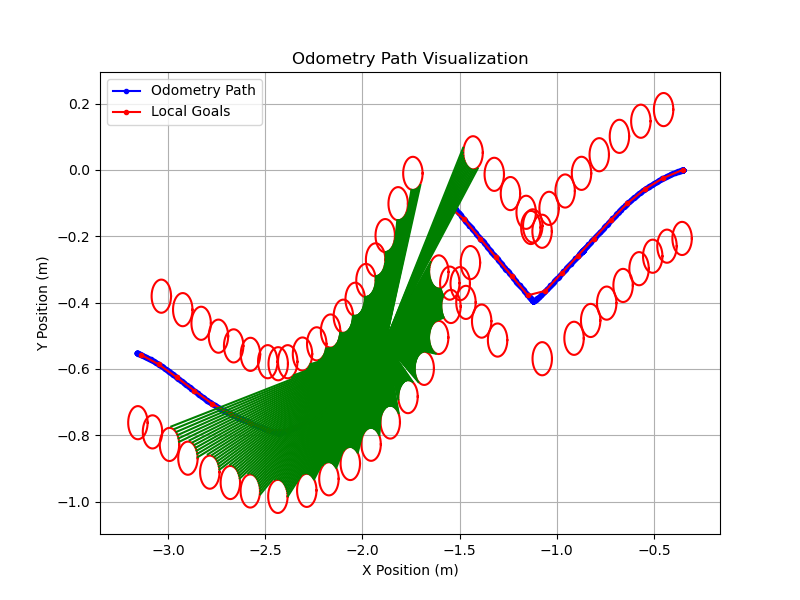 Odometry Path Visualization
Odometry Path
Local Goals
0.2
0.0
−0.2
−0.4
−0.6
−0.8
−1.0
Y Position (m)
−3.0 −2.5 −2.0 −1.5 −1.0 −0.5
X Position (m)